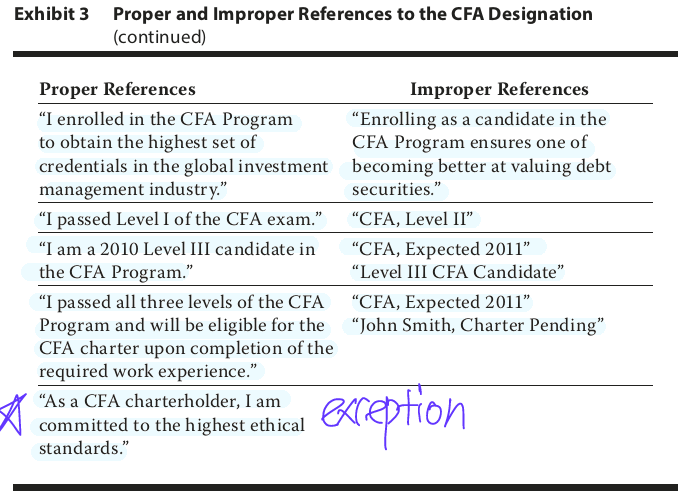 Exhibit 3 Proper and Improper References to the CFA Designation
(continued)
Proper References
Improper References
“I enrolled in the CFA Program
to obtain the highest set of
credentials in the global investment
management industry.”
“Enrolling as a candidate in the
CFA Program ensures one of
becoming better at valuing debt
securities.”
“I passed Level I of the CFA exam.”
“CFA, Level II”
“I am a 2010 Level III candidate in
the CFA Program.”
“CFA, Expected 2011”
“Level III CFA Candidate”
“I passed all three levels of the CFA
Program and will be eligible for the
CFA charter upon completion of the
required work experience.”
“CFA, Expected 2011”
“John Smith, Charter Pending”
“As a CFA charterholder, I am
committed to the highest ethical
standards.”
exception